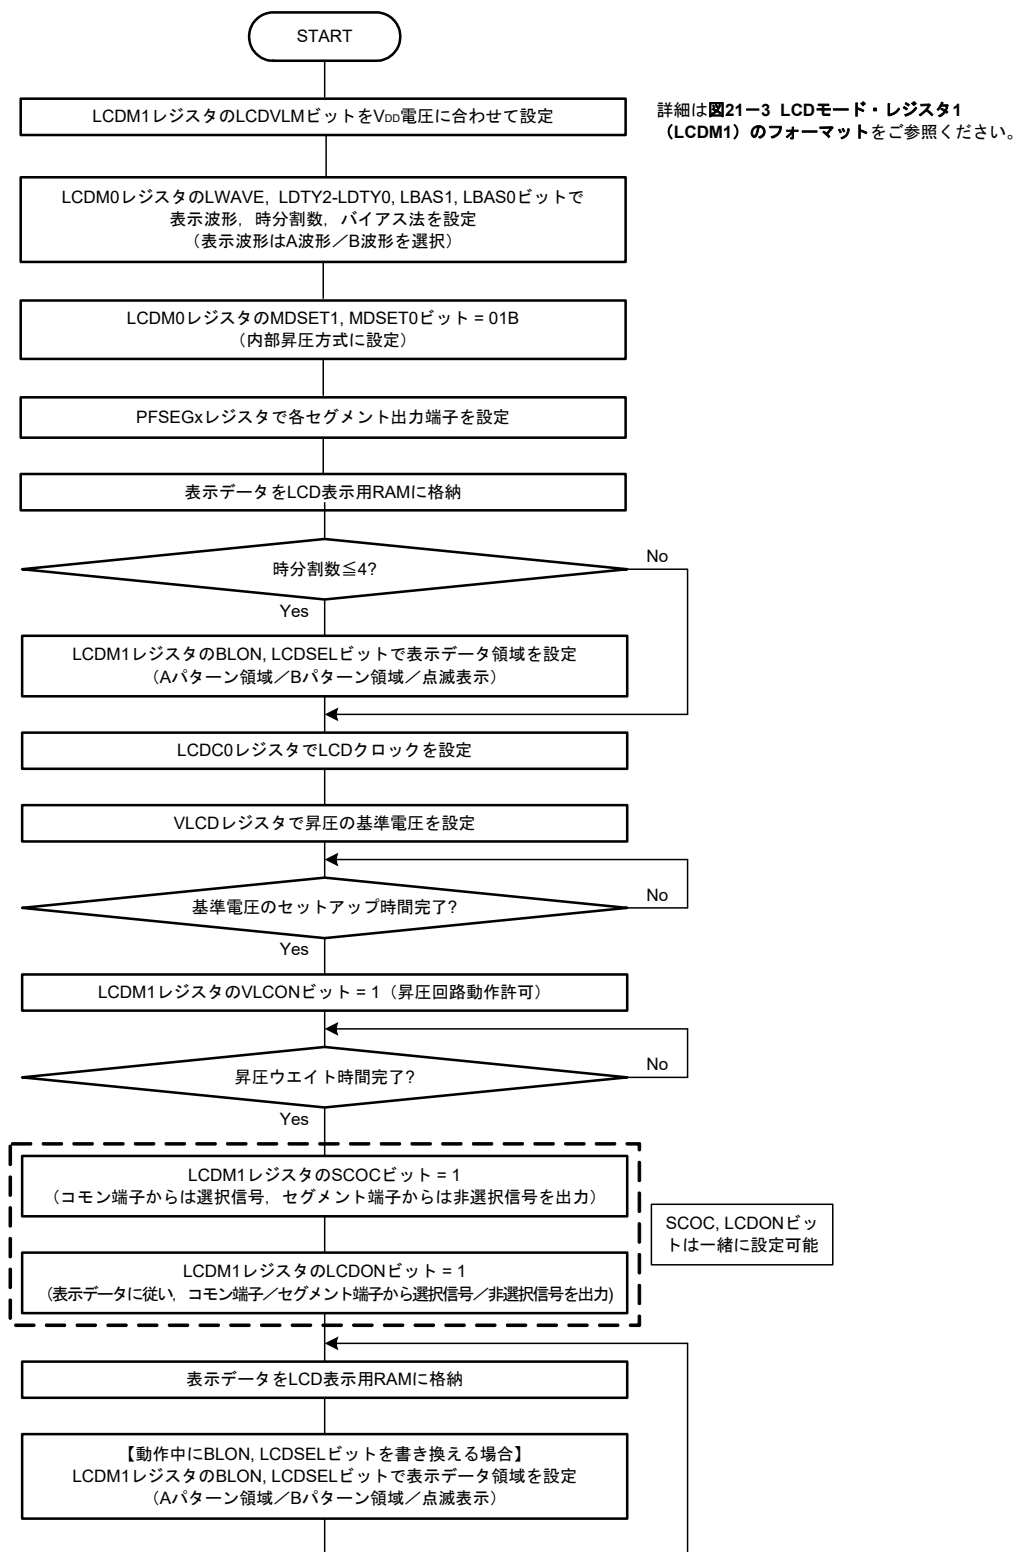 START
LCDM1レジスタのLCDVLMビットをVDD電圧に合わせて設定
詳細は図21-3 LCDモード・レジスタ1
（LCDM1）のフォーマットをご参照ください。
LCDM0レジスタのLWAVE, LDTY2-LDTY0, LBAS1, LBAS0ビットで
表示波形，時分割数，バイアス法を設定
（表示波形はA波形／B波形を選択）
LCDM0レジスタのMDSET1, MDSET0ビット = 01B
（内部昇圧方式に設定）
PFSEGxレジスタで各セグメント出力端子を設定
表示データをLCD表示用RAMに格納
時分割数≦4?
No
Yes
LCDM1レジスタのBLON, LCDSELビットで表示データ領域を設定
（Aパターン領域／Bパターン領域／点滅表示）
LCDC0レジスタでLCDクロックを設定
VLCDレジスタで昇圧の基準電圧を設定
基準電圧のセットアップ時間完了?
No
Yes
LCDM1レジスタのVLCONビット = 1（昇圧回路動作許可）
昇圧ウエイト時間完了?
No
Yes
LCDM1レジスタのSCOCビット = 1
（コモン端子からは選択信号，セグメント端子からは非選択信号を出力）
SCOC, LCDONビッ
トは一緒に設定可能
LCDM1レジスタのLCDONビット = 1
（表示データに従い，コモン端子／セグメント端子から選択信号／非選択信号を出力)
表示データをLCD表示用RAMに格納
【動作中にBLON, LCDSELビットを書き換える場合】
LCDM1レジスタのBLON, LCDSELビットで表示データ領域を設定
（Aパターン領域／Bパターン領域／点滅表示）